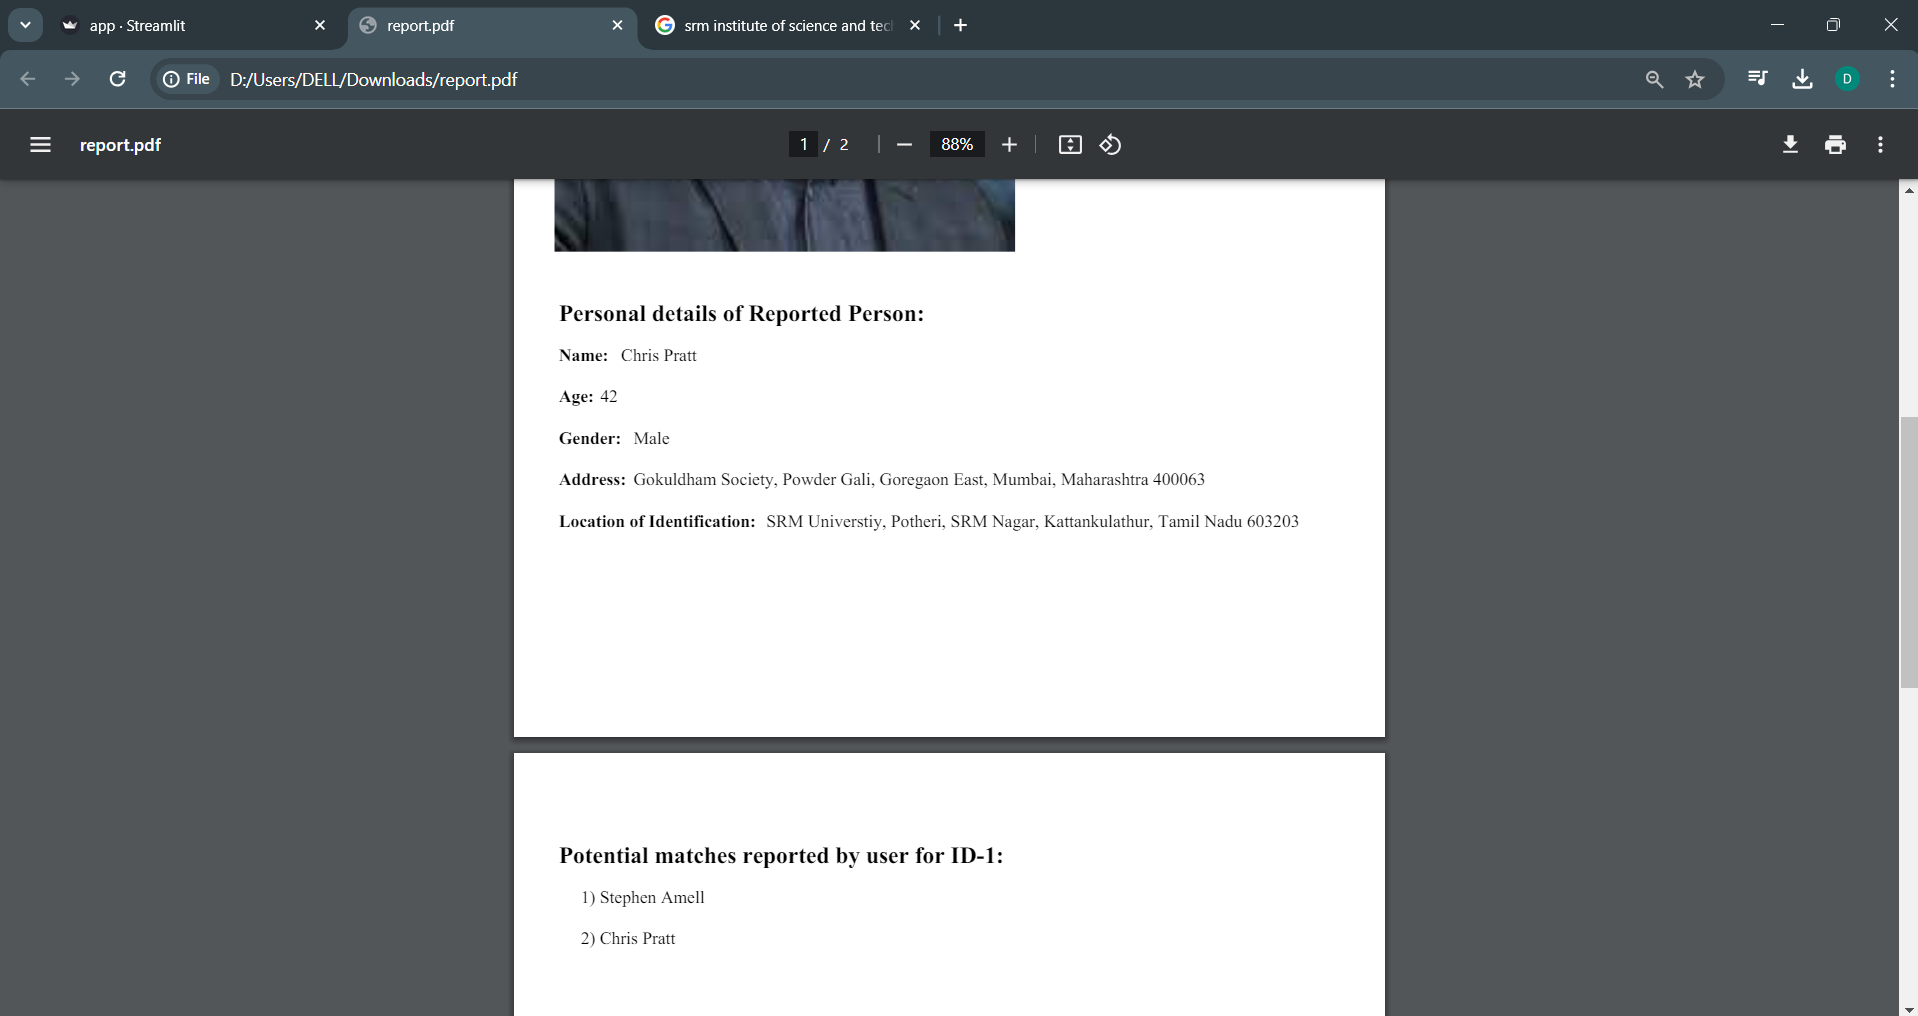 app · Streamlit
report.pdf
srm institute of science and tec
File
D:/Users/DELL/Downloads/report.pdf
D
report.pdf
1 / 2
88%
Personal details of Reported Person:
Name: Chris Pratt
Age: 42
Gender: Male
Address: Gokuldham Society, Powder Gali, Goregaon East, Mumbai, Maharashtra 400063
Location of Identification: SRM Universtiy, Potheri, SRM Nagar, Kattankulathur, Tamil Nadu 603203
Potential matches reported by user for ID-1:
1) Stephen Amell
2) Chris Pratt